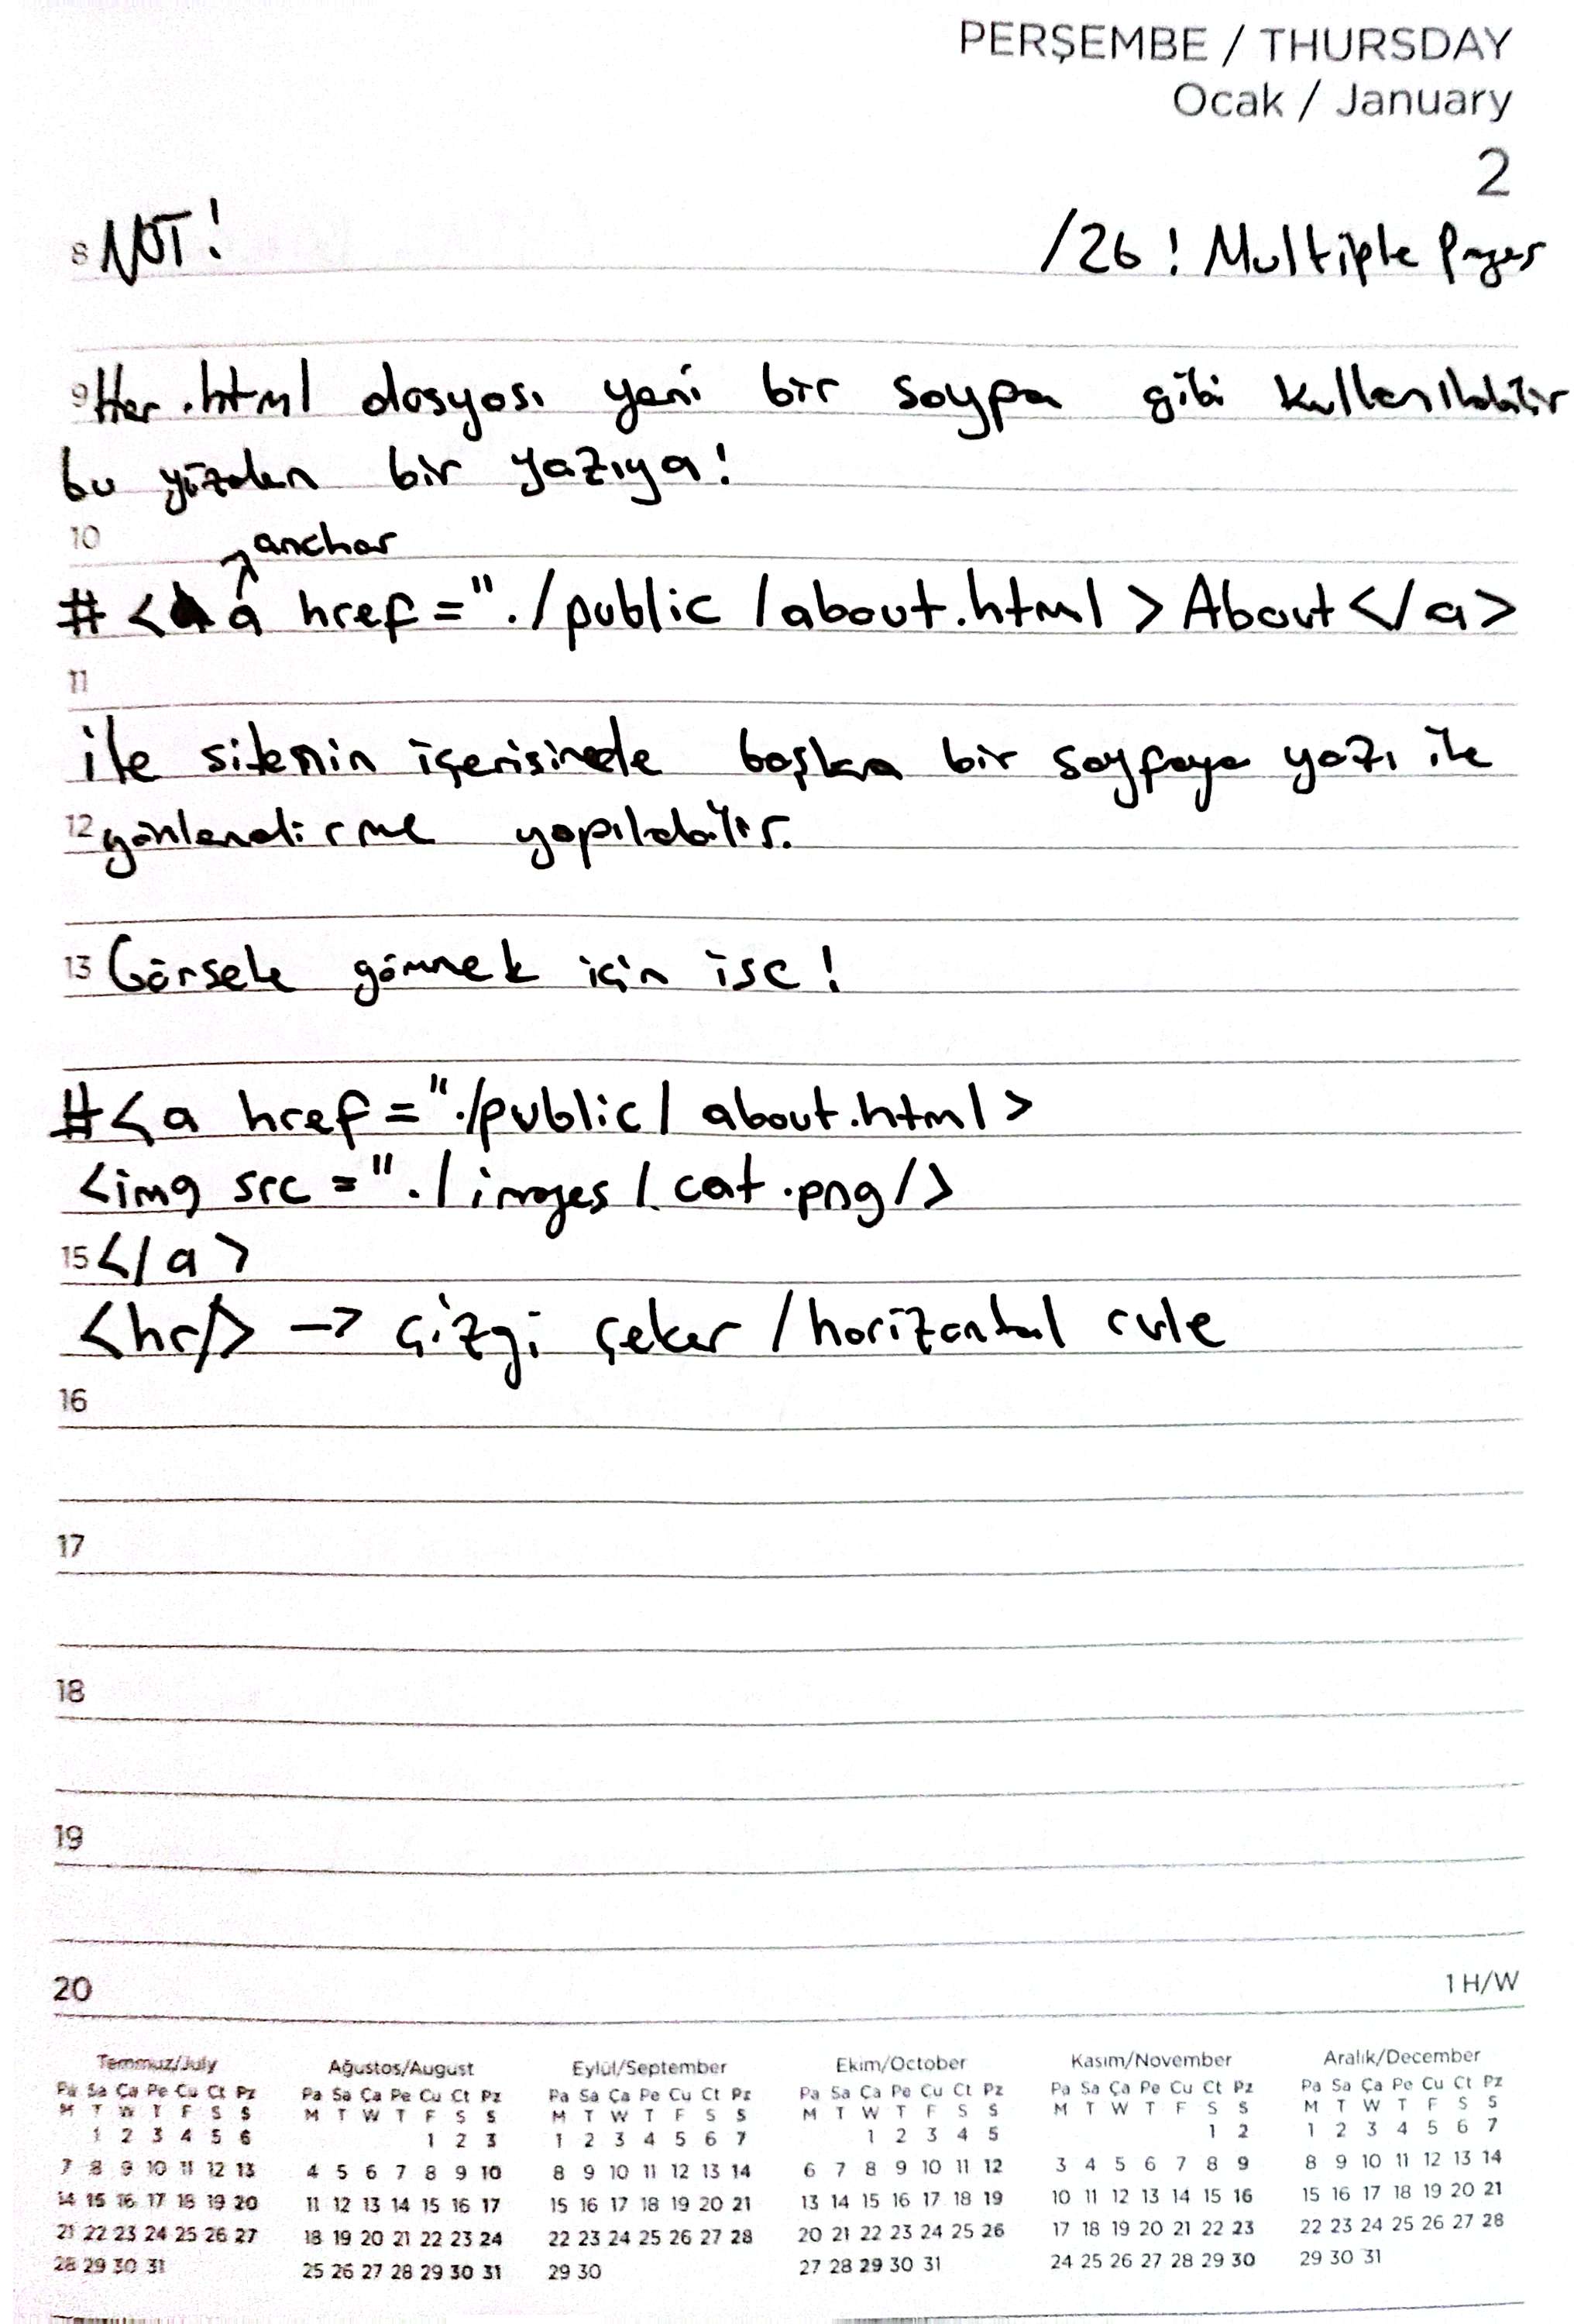 PERŞEMBE / THURSDAY
Ocak / January
2
8 NOT! /26 ! Multiple Pages
9 Her .html dosyası yeni bir soypa gibi kullanılabilir
bu yüzden bir yazıya!
10
anchor
# <a href="./public/about.html>About</a>
11
ile sitenin içerisinede başka bir sayfaya yazı ile
12 yönlendirme yapılabilir.
13 Görsele gömmek için ise!
#<a href="./public/about.html>
<img src="./images/cat.png/>
15 </a>
<hr/> -> çizgi çeker /horizontal rule
16
17
18
19
20 1 H/W
Temmuz/July Ağustos/August Eylül/September Ekim/October Kasım/November Aralık/December
Pa Sa Ça Pe Cu Ct Pz Pa Sa Ça Pe Cu Ct Pz Pa Sa Ça Pe Cu Ct Pz Pa Sa Ça Pe Cu Ct Pz Pa Sa Ça Pe Cu Ct Pz Pa Sa Ça Pe Cu Ct Pz
M T W T F S S M T W T F S S M T W T F S S M T W T F S S M T W T F S S M T W T F S S
1 2 3 4 5 6 1 2 3 1 2 3 4 5 6 7 1 2 3 4 5 1 2 1 2 3 4 5 6 7
7 8 9 10 11 12 13 4 5 6 7 8 9 10 8 9 10 11 12 13 14 6 7 8 9 10 11 12 3 4 5 6 7 8 9 8 9 10 11 12 13 14
14 15 16 17 18 19 20 11 12 13 14 15 16 17 15 16 17 18 19 20 21 13 14 15 16 17 18 19 10 11 12 13 14 15 16 15 16 17 18 19 20 21
21 22 23 24 25 26 27 18 19 20 21 22 23 24 22 23 24 25 26 27 28 20 21 22 23 24 25 26 17 18 19 20 21 22 23 22 23 24 25 26 27 28
28 29 30 31 25 26 27 28 29 30 31 29 30 27 28 29 30 31 24 25 26 27 28 29 30 29 30 31